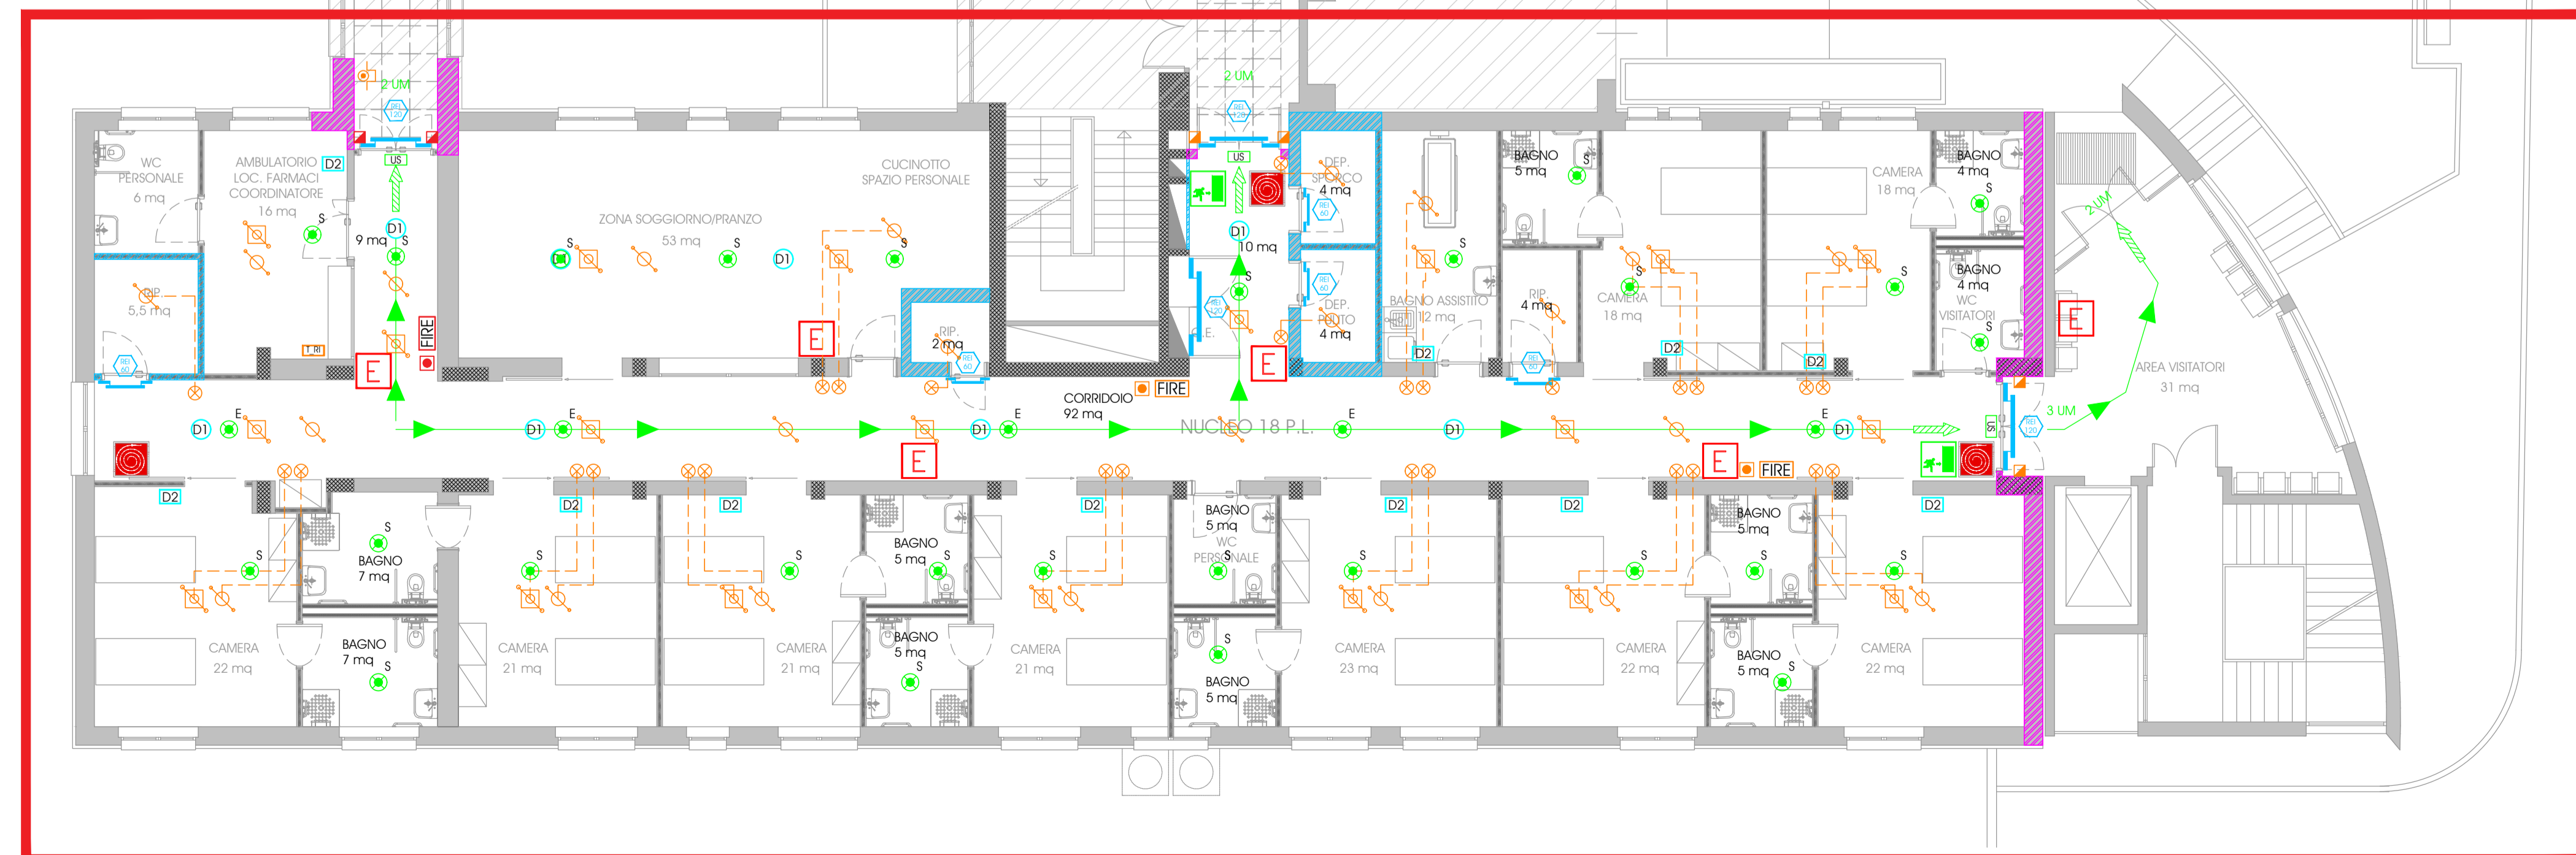 2 UM
REI
120
US
2 UM
REI
120
US
WC
PERSONALE
6 mq
AMBULATORIO
LOC. FARMACI
COORDINATORE
16 mq
D2
S
D1
9 mq
S
RIP.
5,5 mq
REI
60
T_RI
E
FIRE
ZONA SOGGIORNO/PRANZO
53 mq
D1
S
S
D1
S
CUCINOTTO
SPAZIO PERSONALE
E
RIP.
2 mq
REI
60
D1
10 mq
S
REI
120
C.E.
E
DEP.
SPORCO
4 mq
REI
60
REI
60
DEP.
PULITO
4 mq
BAGNO ASSISTITO
12 mq
S
D2
BAGNO
5 mq
S
RIP.
4 mq
REI
60
CAMERA
18 mq
S
D2
CAMERA
18 mq
S
D2
BAGNO
4 mq
S
BAGNO
4 mq
WC
VISITATORI
S
2 UM
E
AREA VISITATORI
31 mq
3 UM
REI
120
US
CORRIDOIO
92 mq
FIRE
NUCLEO 18 P.L.
D1
E
D1
E
E
D1
E
E
D1
E
FIRE
E
D1
D2
S
CAMERA
22 mq
S
BAGNO
7 mq
BAGNO
7 mq
S
D2
S
CAMERA
21 mq
D2
S
CAMERA
21 mq
BAGNO
5 mq
S
BAGNO
5 mq
S
D2
S
CAMERA
21 mq
BAGNO
5 mq
WC
PERSONALE
S
S
BAGNO
5 mq
D2
S
CAMERA
23 mq
D2
S
CAMERA
22 mq
BAGNO
5 mq
S
BAGNO
5 mq
S
D2
S
CAMERA
22 mq